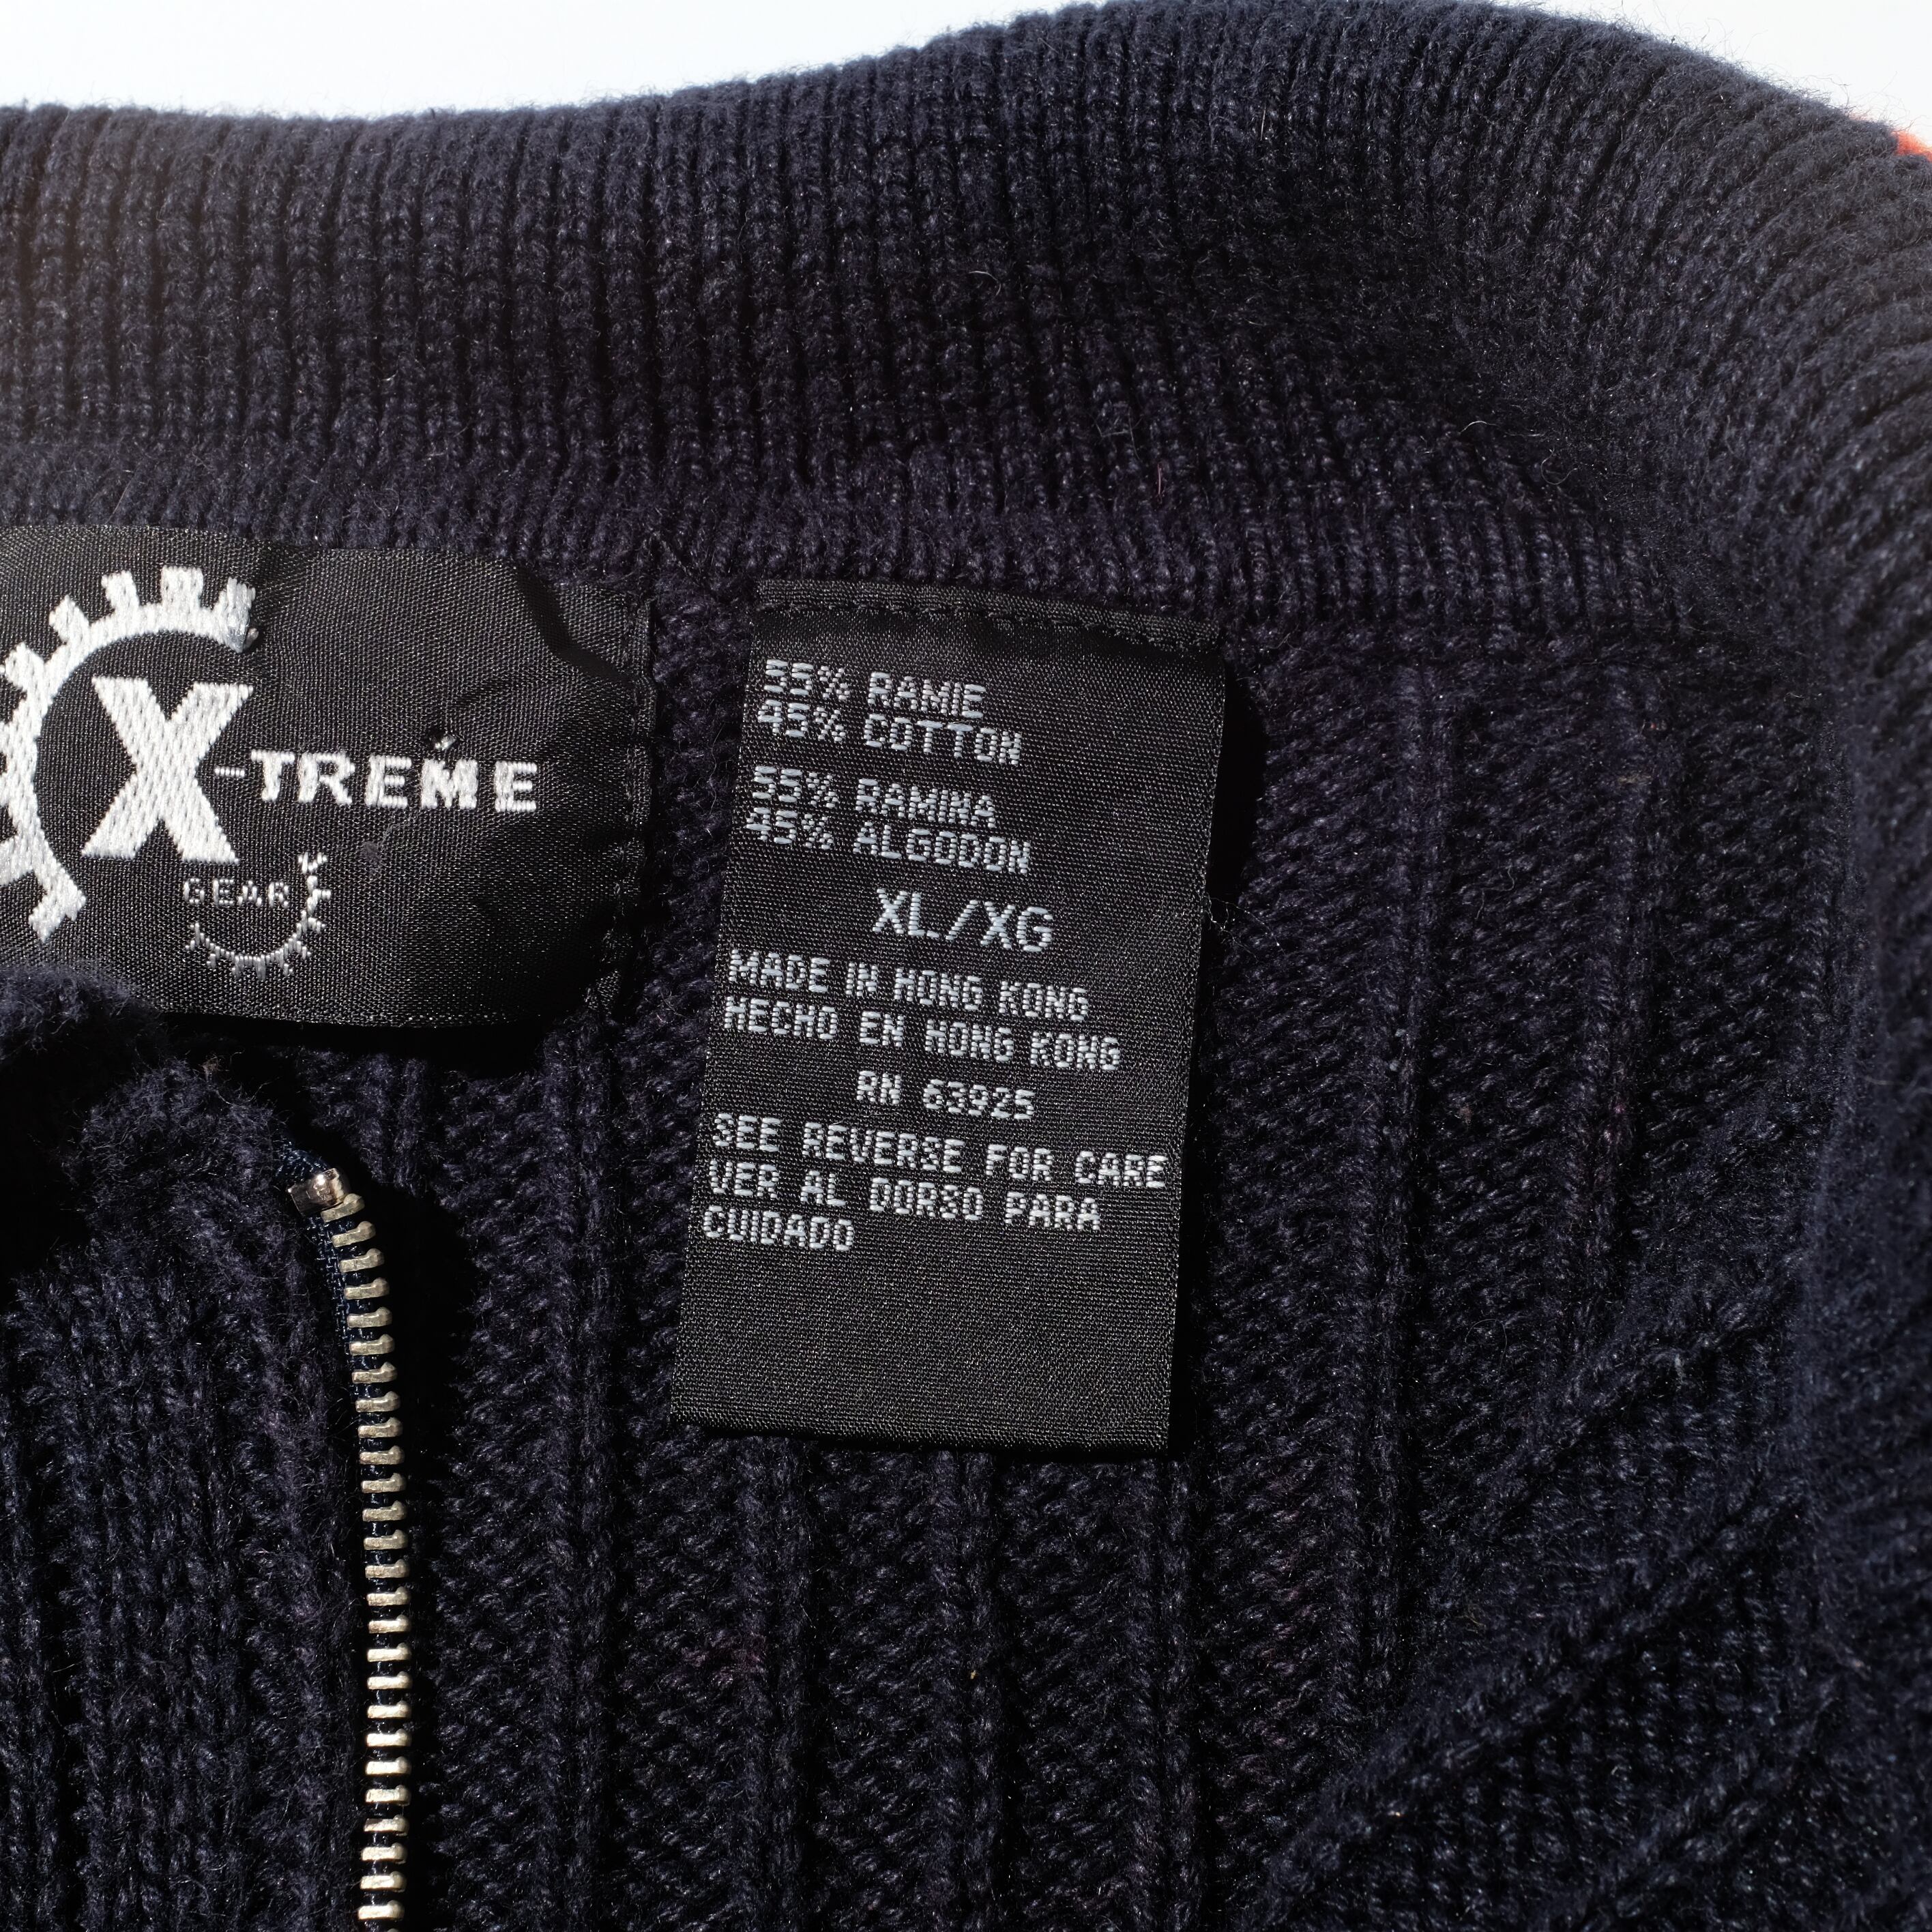 X-TREME
GEAR
55% RAMIE
45% COTTON
55% RAMINA
45% ALGODON
XL/XG
MADE IN HONG KONG
HECHO EN HONG KONG
RN 63925
SEE REVERSE FOR CARE
VER AL DORSO PARA
CUIDADO